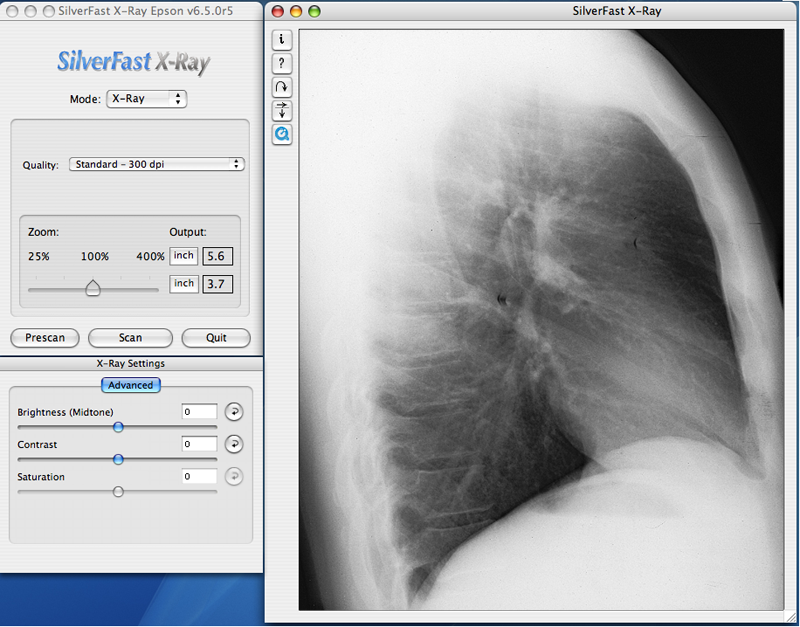 SilverFast X-Ray Epson v6.5.0r5
SilverFast X-Ray
Mode: X-Ray
Quality: Standard - 300 dpi
Zoom: Output:
25% 100% 400% inch 5.6
inch 3.7
Prescan Scan Quit
X-Ray Settings
Advanced
Brightness (Midtone) 0
Contrast 0
Saturation 0
SilverFast X-Ray
i
?